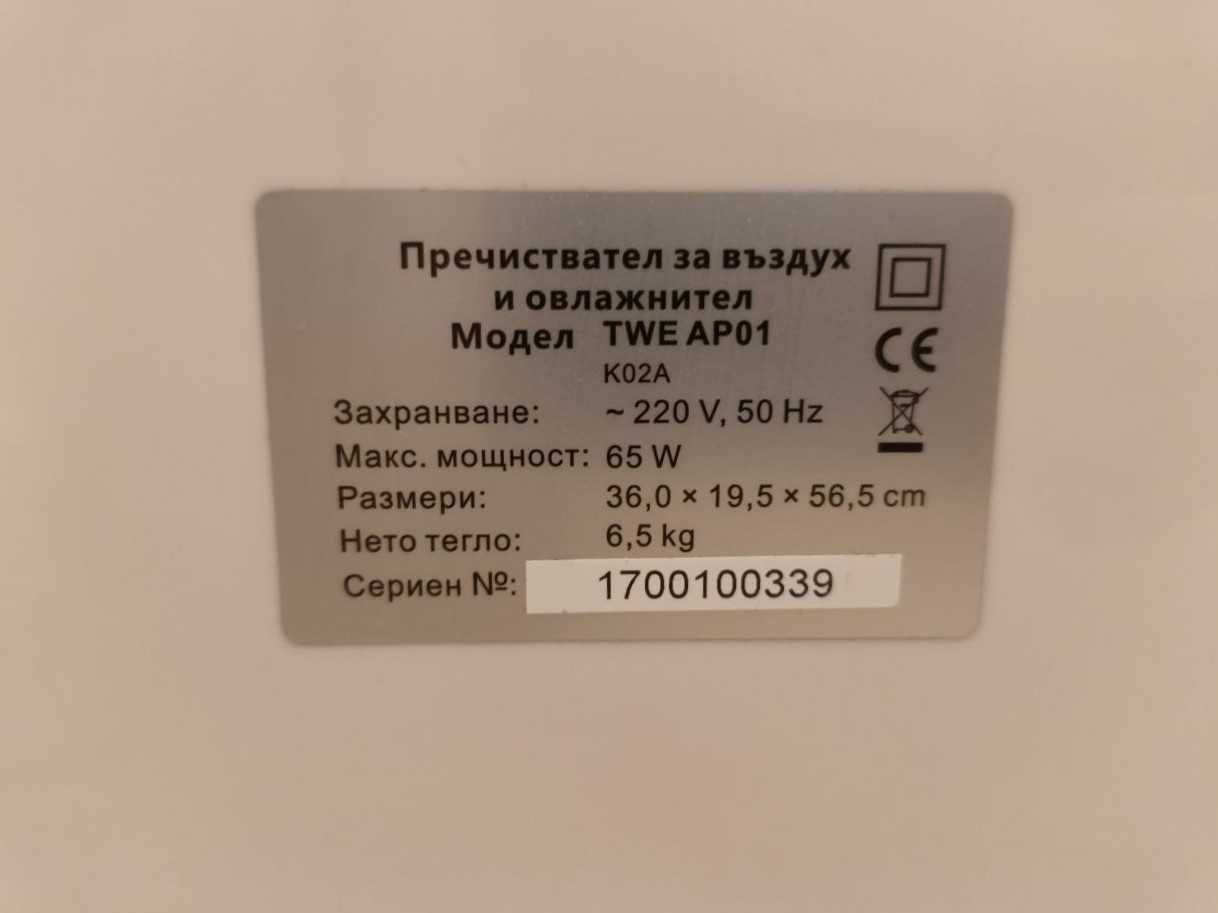 Пречиствател за въздух
и овлажнител
Модел TWE AP01
K02A
Захранване: ~ 220 V, 50 Hz
Макс. мощност: 65 W
Размери: 36,0 × 19,5 × 56,5 cm
Нето тегло: 6,5 kg
Сериен №: 1700100339
CE